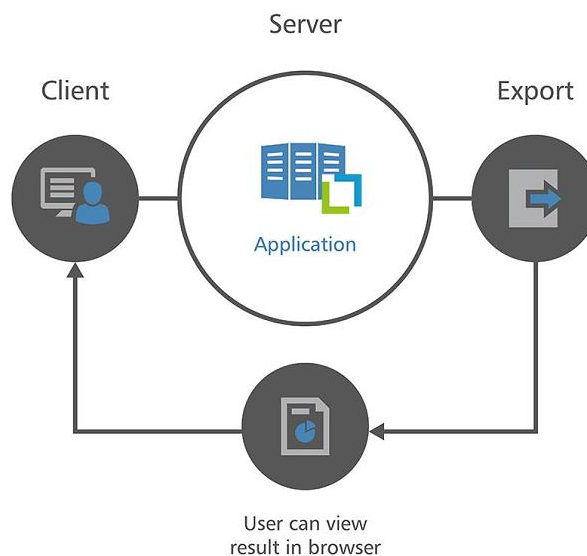 Server
Client
Export
Application
User can view
result in browser